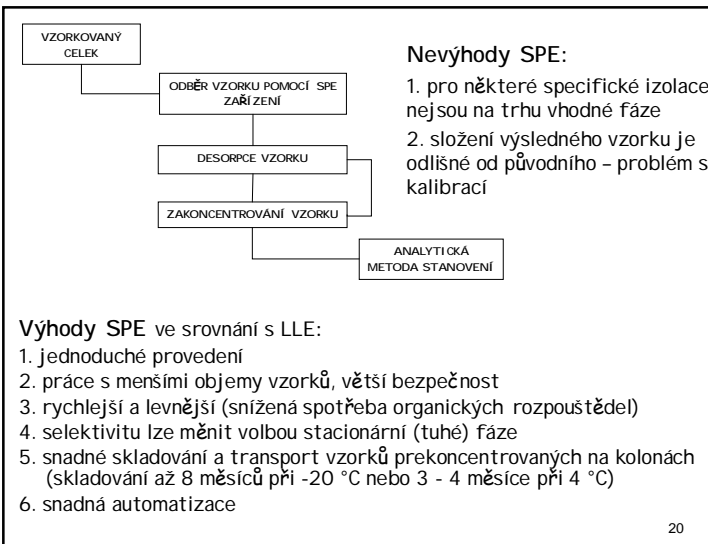 VZORKOVANÝ
CELEK
ODBĚR VZORKU POMOCÍ SPE
ZAŘÍZENÍ
DESORPCE VZORKU
ZAKONCENTROVÁNÍ VZORKU
ANALYTICKÁ
METODA STANOVENÍ
Nevýhody SPE:
1. pro některé specifické izolace
nejsou na trhu vhodné fáze
2. složení výsledného vzorku je
odlišné od původního – problém s
kalibrací
Výhody SPE ve srovnání s LLE:
1. jednoduché provedení
2. práce s menšími objemy vzorků, větší bezpečnost
3. rychlejší a levnější (snížená spotřeba organických rozpouštědel)
4. selektivitu lze měnit volbou stacionární (tuhé) fáze
5. snadné skladování a transport vzorků prekoncentrovaných na kolonách
(skladování až 8 měsíců při -20 °C nebo 3 - 4 měsíce při 4 °C)
6. snadná automatizace
20